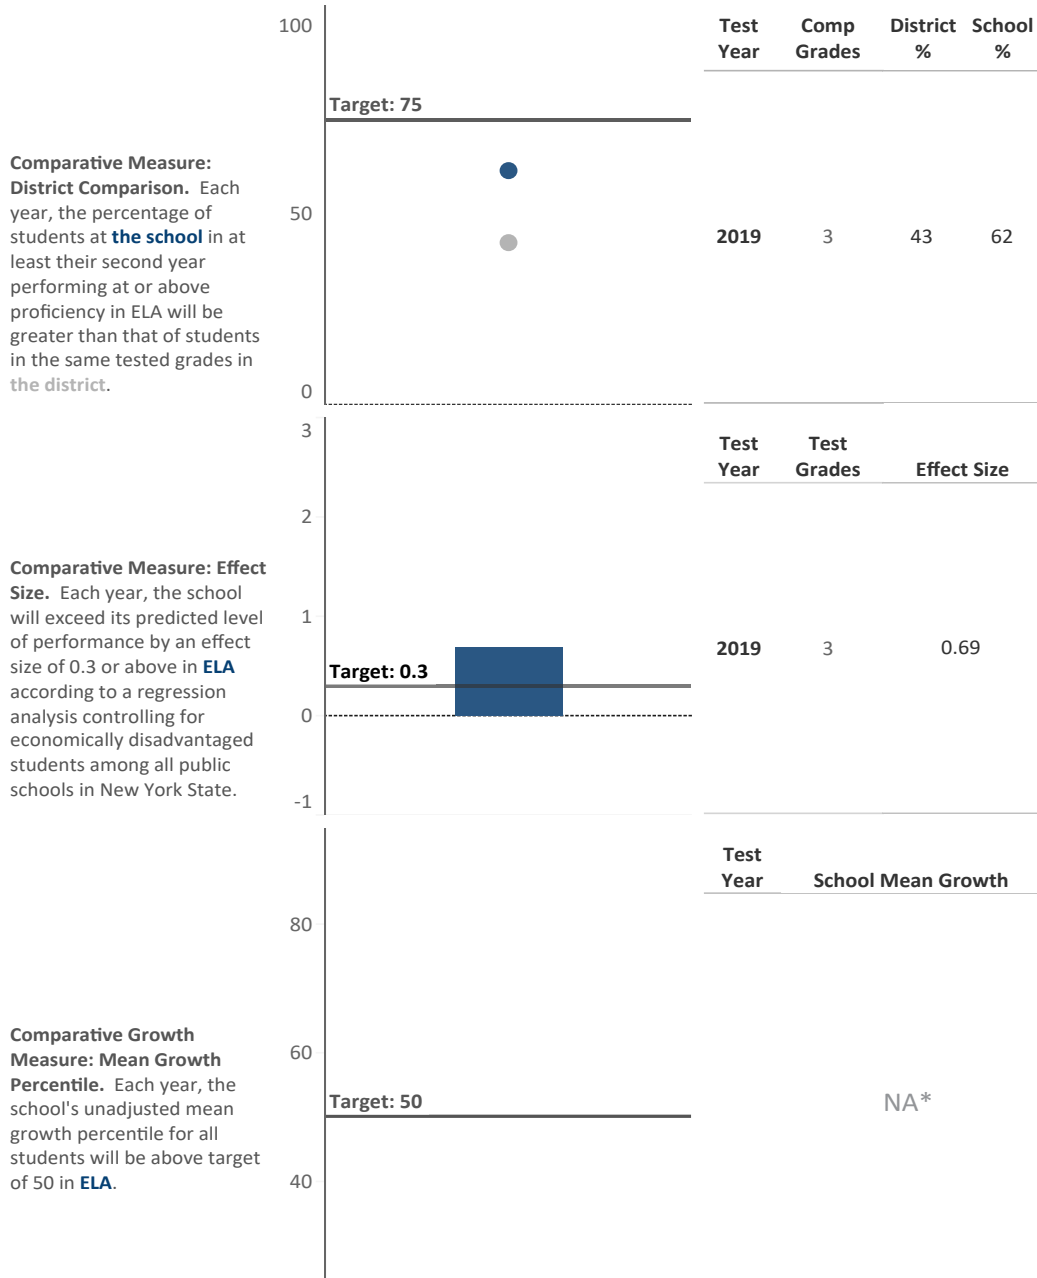 Comparative Measure:
District Comparison. Each
year, the percentage of
students at the school in at
least their second year
performing at or above
proficiency in ELA will be
greater than that of students
in the same tested grades in
the district.
100
50
0
Target: 75
Test Year Comp Grades District % School %
2019 3 43 62
Comparative Measure: Effect
Size. Each year, the school
will exceed its predicted level
of performance by an effect
size of 0.3 or above in ELA
according to a regression
analysis controlling for
economically disadvantaged
students among all public
schools in New York State.
3
2
1
0
-1
Target: 0.3
Test Year Test Grades Effect Size
2019 3 0.69
Comparative Growth
Measure: Mean Growth
Percentile. Each year, the
school's unadjusted mean
growth percentile for all
students will be above target
of 50 in ELA.
80
60
40
Target: 50
Test Year School Mean Growth
NA*